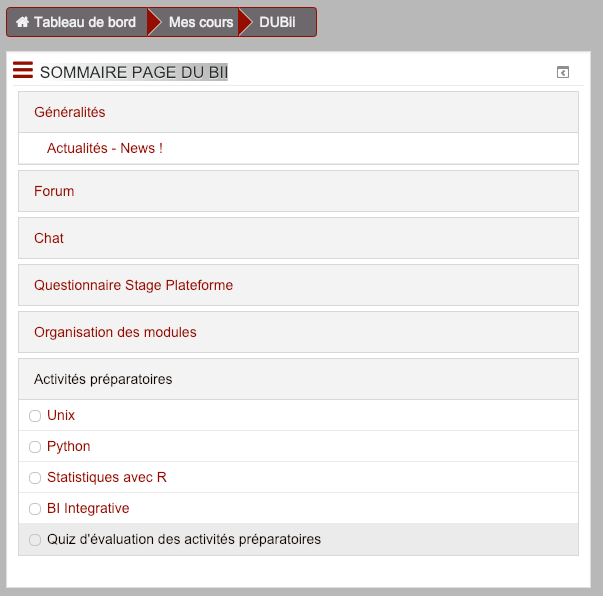 Tableau de bord Mes cours DUBii
SOMMAIRE PAGE DU BII
Généralités
Actualités - News !
Forum
Chat
Questionnaire Stage Plateforme
Organisation des modules
Activités préparatoires
Unix
Python
Statistiques avec R
BI Integrative
Quiz d'évaluation des activités préparatoires